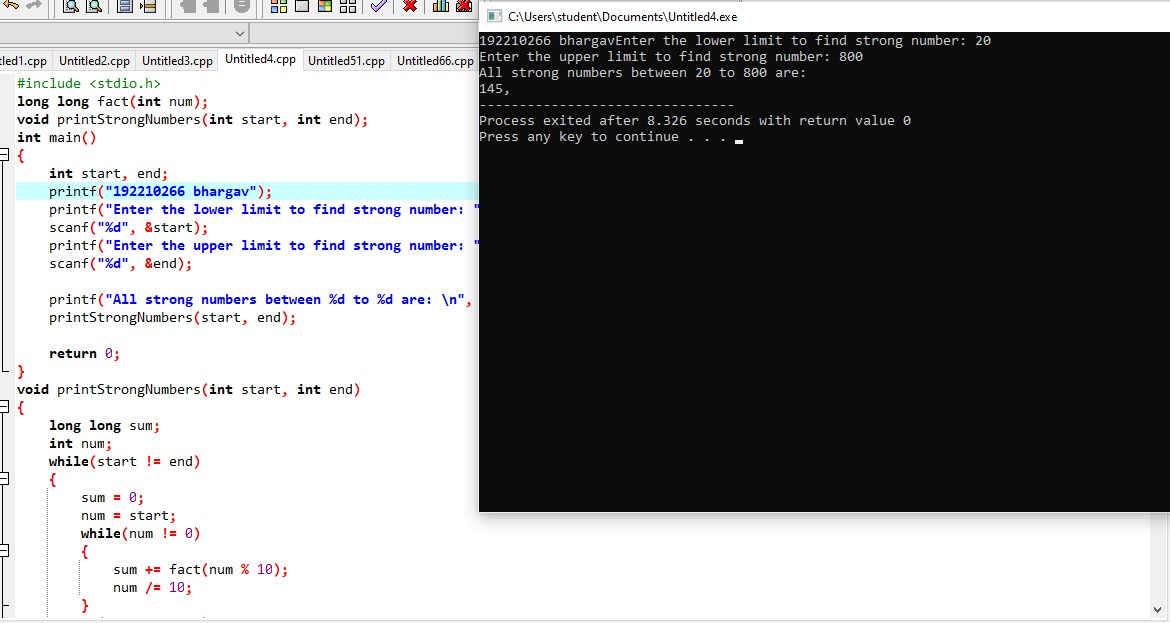 C:\Users\student\Documents\Untitled4.exe
led1.cpp Untitled2.cpp Untitled3.cpp Untitled4.cpp Untitled51.cpp Untitled66.cpp
#include <stdio.h>
long long fact(int num);
void printStrongNumbers(int start, int end);
int main()
{
int start, end;
printf("192210266 bhargav");
printf("Enter the lower limit to find strong number: "
scanf("%d", &start);
printf("Enter the upper limit to find strong number: "
scanf("%d", &end);
printf("All strong numbers between %d to %d are: \n",
printStrongNumbers(start, end);
return 0;
}
void printStrongNumbers(int start, int end)
{
long long sum;
int num;
while(start != end)
{
sum = 0;
num = start;
while(num != 0)
{
sum += fact(num % 10);
num /= 10;
}
192210266 bhargavEnter the lower limit to find strong number: 20
Enter the upper limit to find strong number: 800
All strong numbers between 20 to 800 are:
145,
--------------------------------
Process exited after 8.326 seconds with return value 0
Press any key to continue . . .